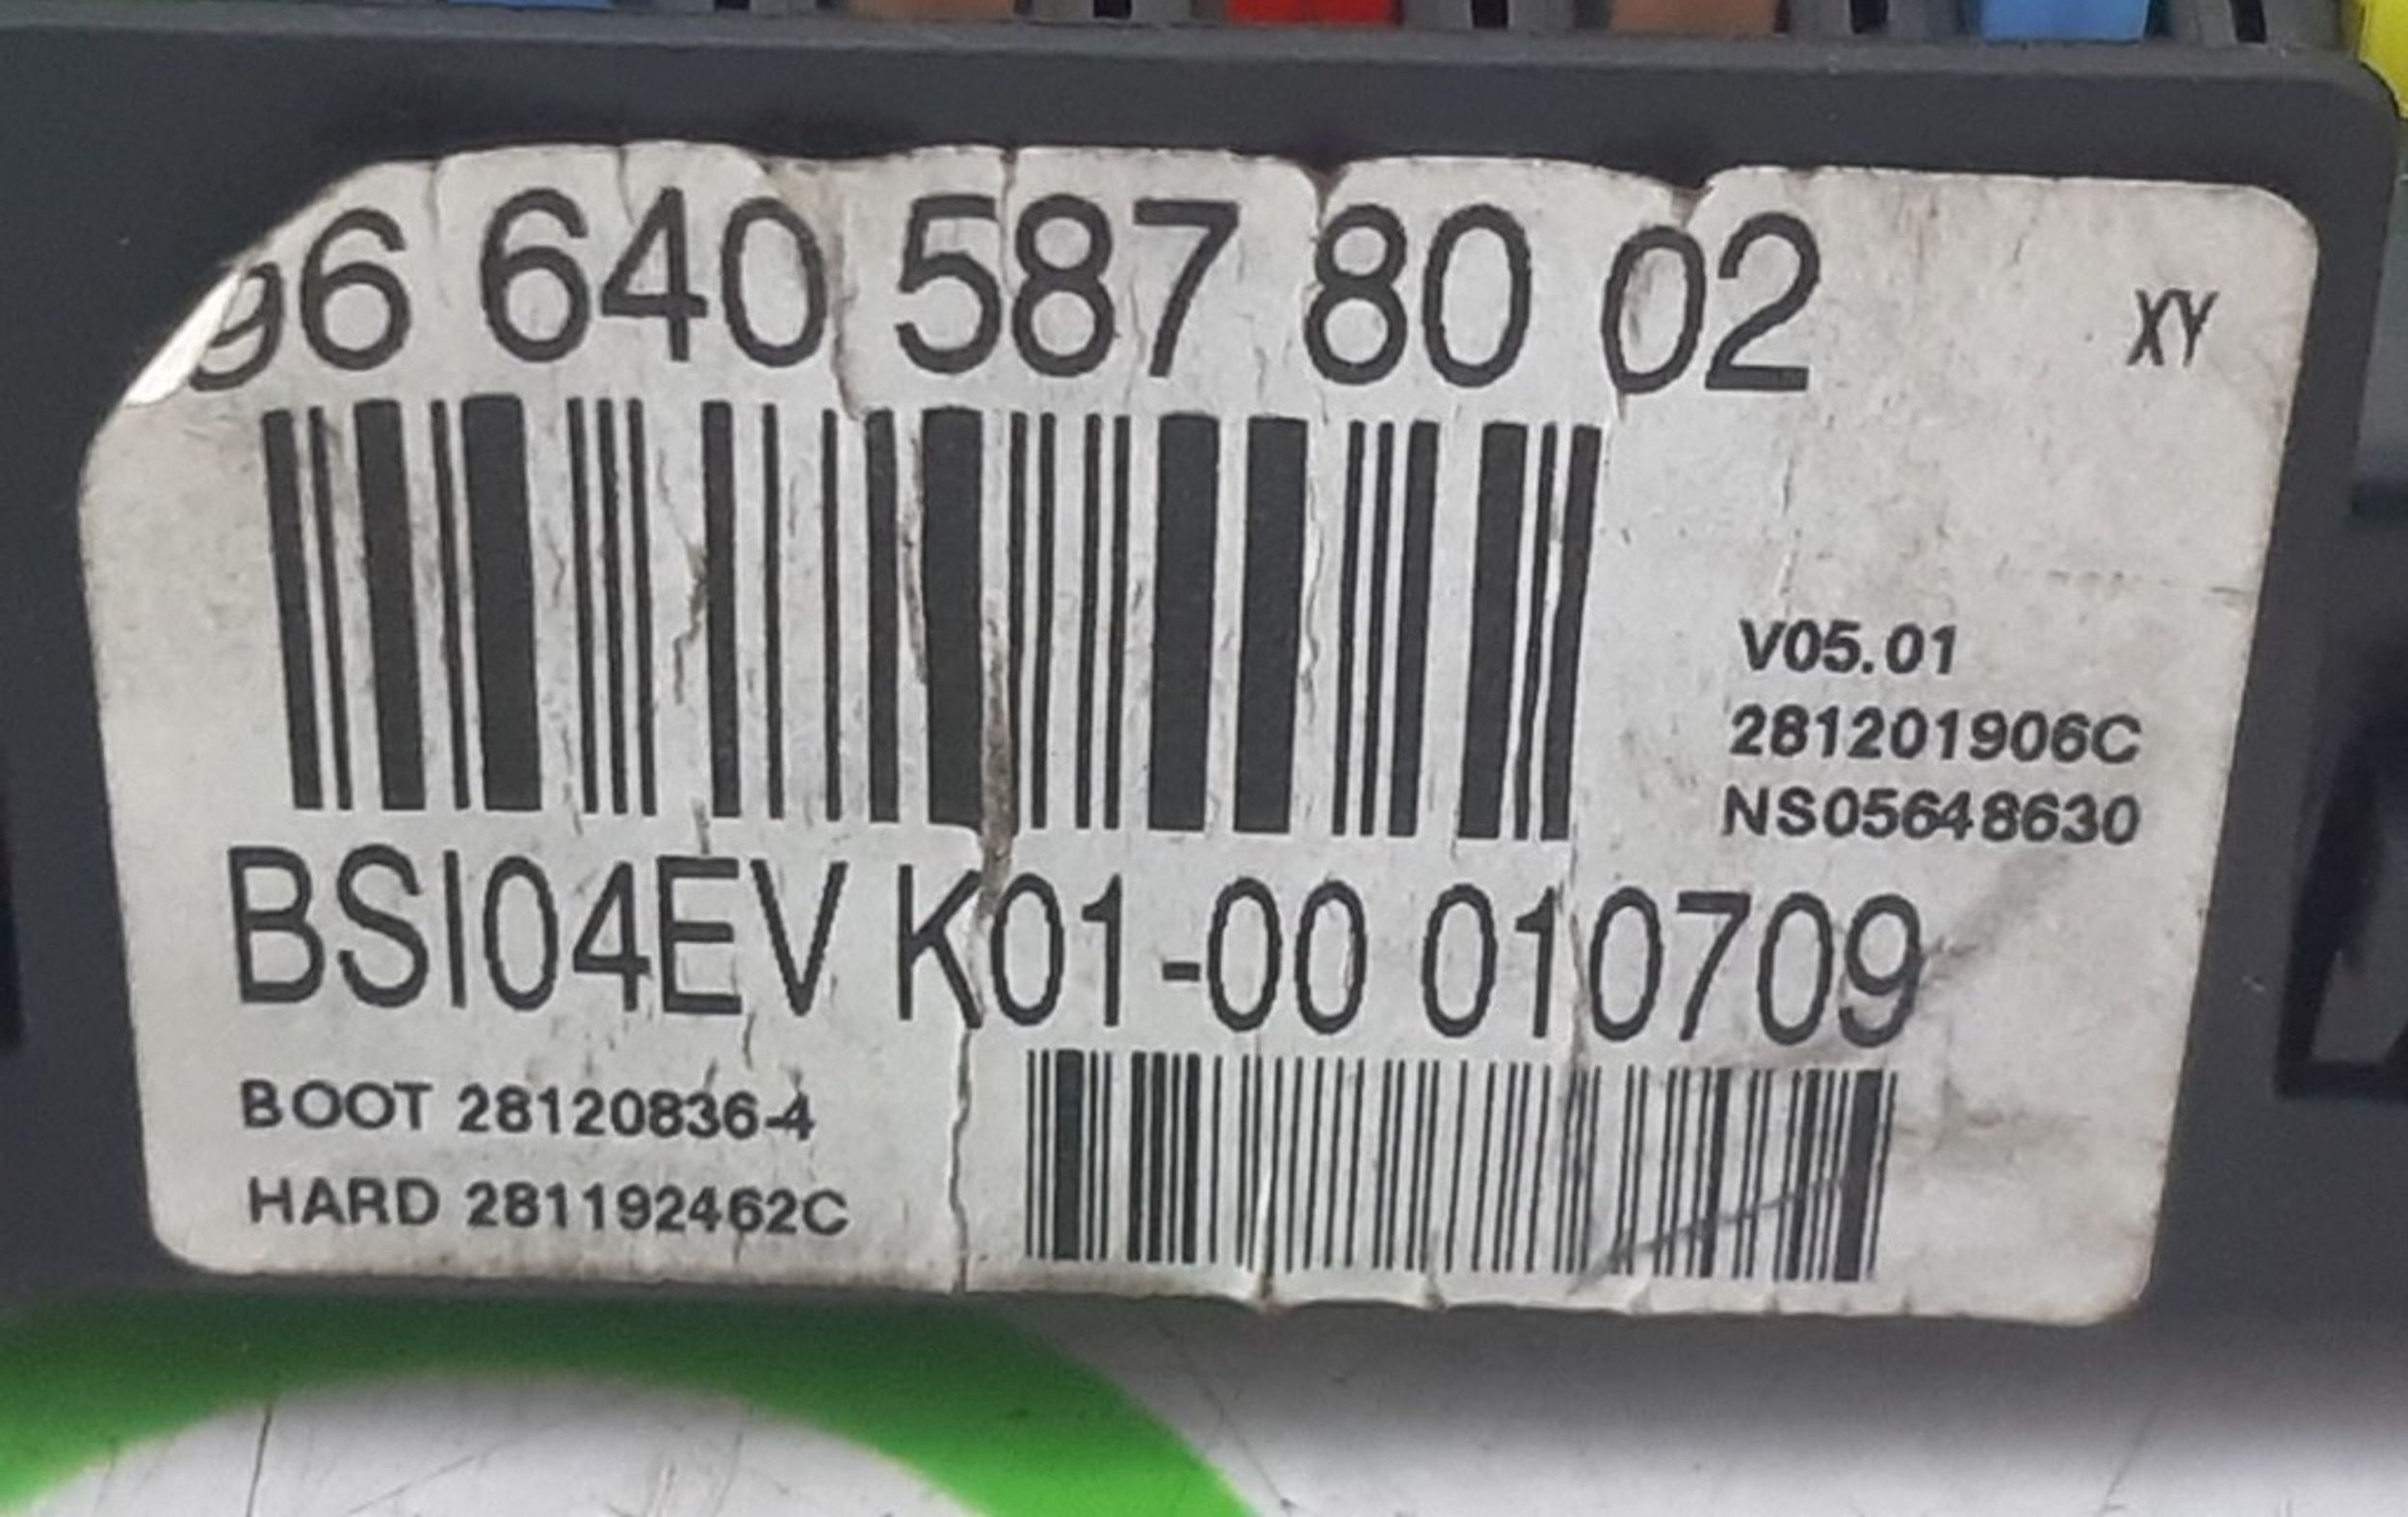 96 640 587 80 02 XY
V05.01
281201906C
NS05648630
BSI04EV K01-00 010709
BOOT 28120836-4
HARD 281192462C